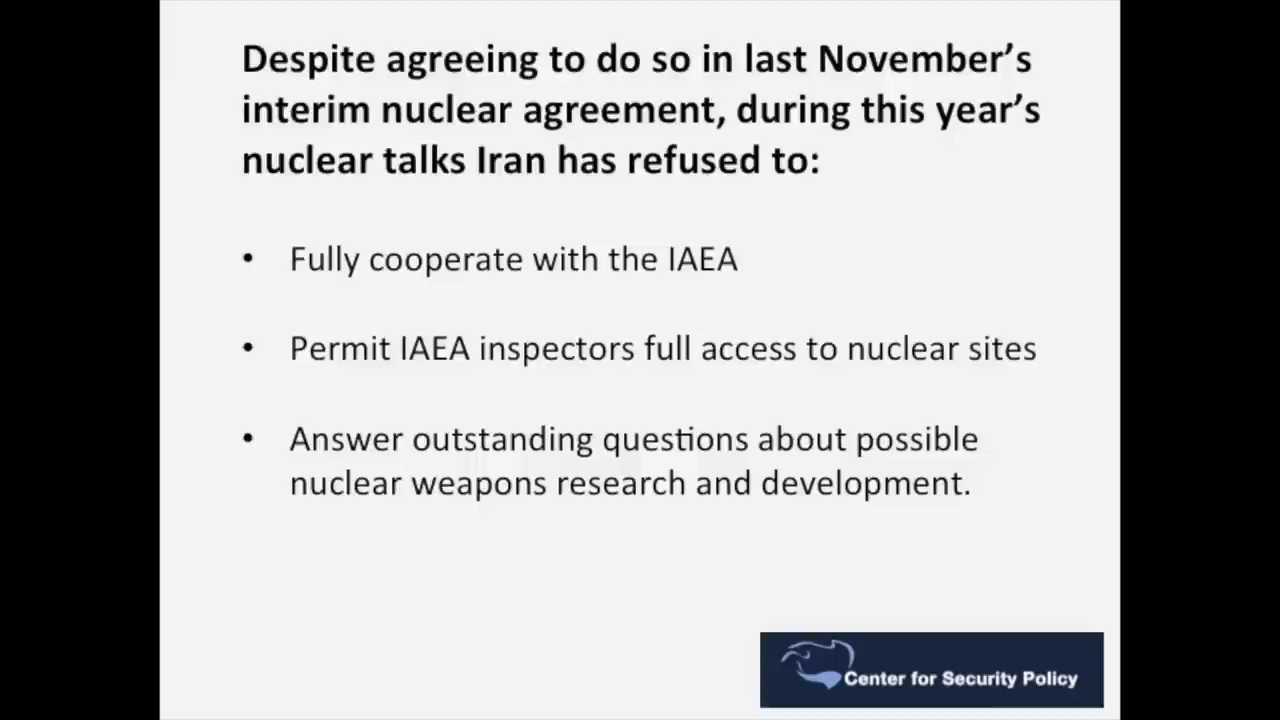 Despite agreeing to do so in last November’s
interim nuclear agreement, during this year’s
nuclear talks Iran has refused to:
• Fully cooperate with the IAEA
• Permit IAEA inspectors full access to nuclear sites
• Answer outstanding questions about possible
nuclear weapons research and development.
Center for Security Policy